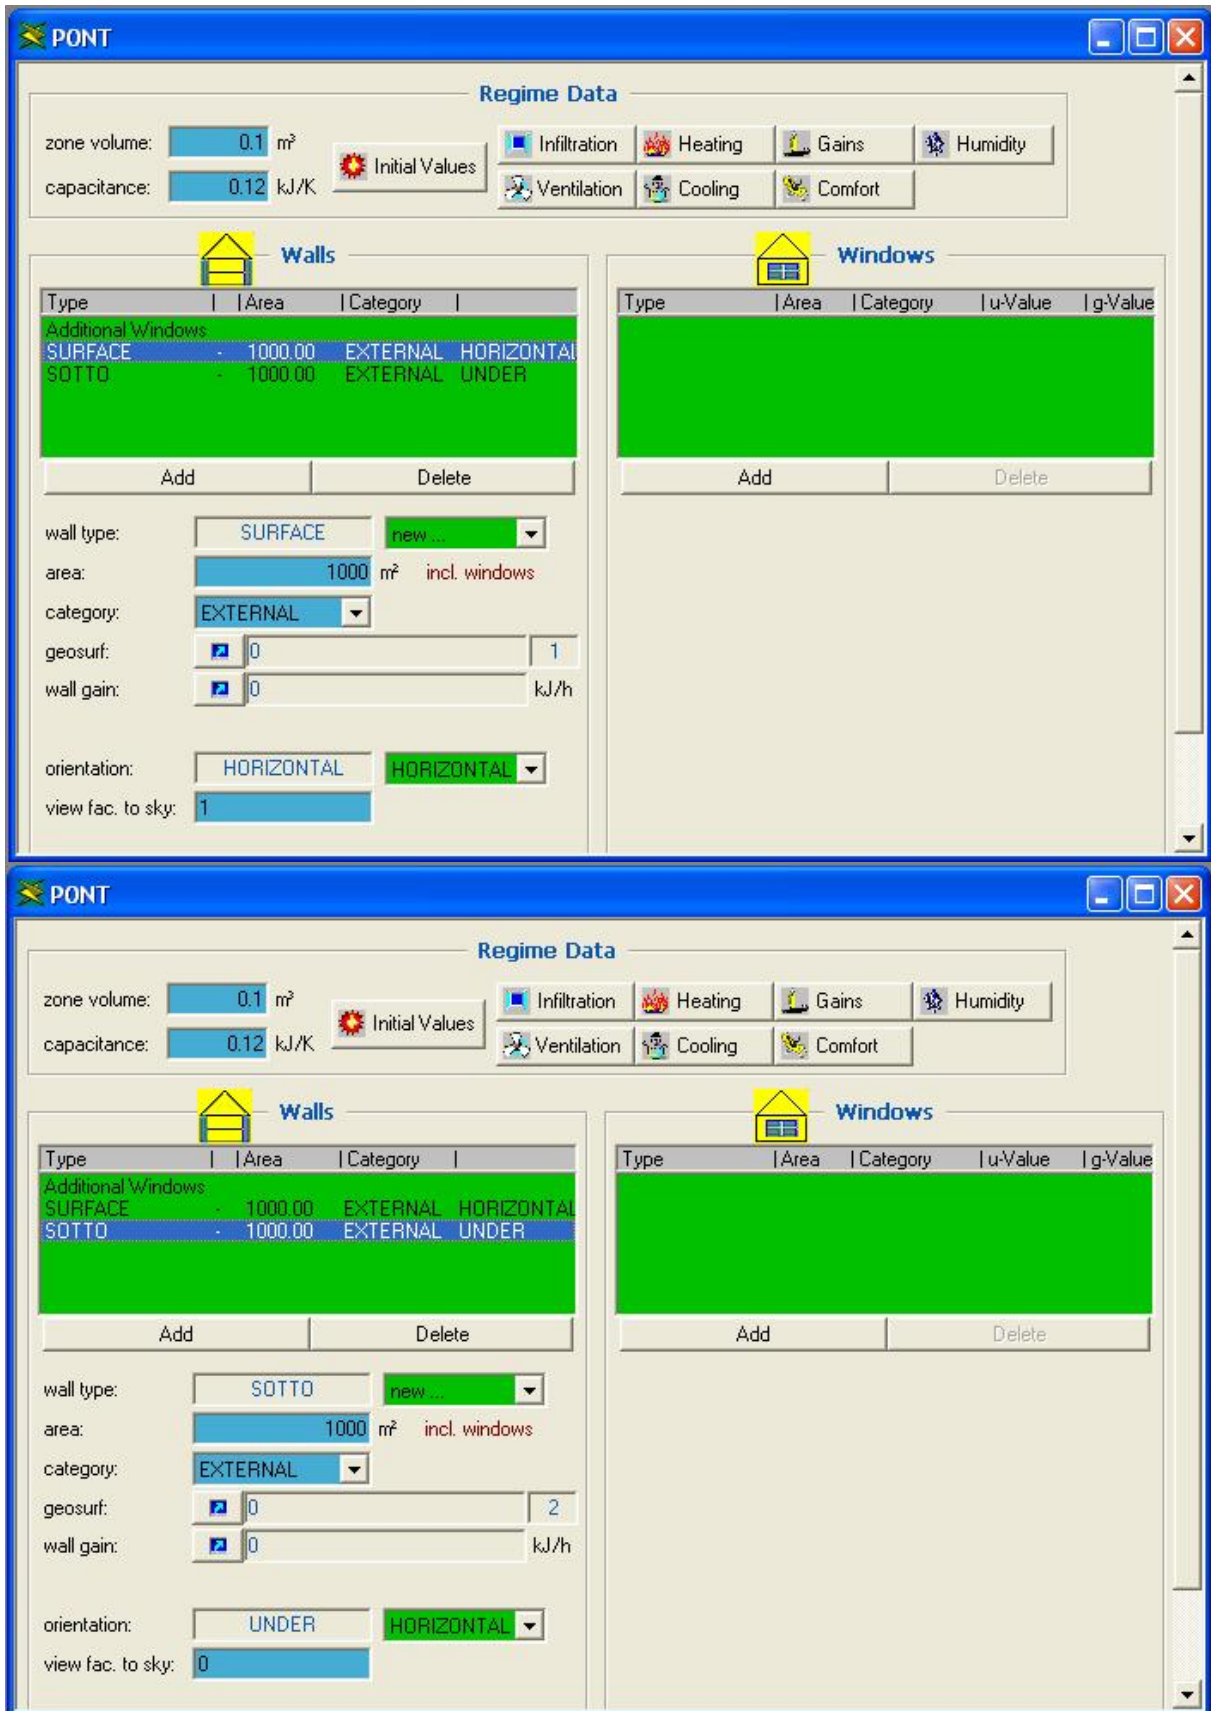 PONT
Regime Data
zone volume: 0.1 m³
capacitance: 0.12 kJ/K
Initial Values
Infiltration Heating Gains Humidity
Ventilation Cooling Comfort
Walls
Type | | Area | Category |
Additional Windows
SURFACE - 1000.00 EXTERNAL HORIZONTAL
SOTTO - 1000.00 EXTERNAL UNDER
Add Delete
wall type: SURFACE new ...
area: 1000 m² incl. windows
category: EXTERNAL
geosurf: 0 1
wall gain: 0 kJ/h
orientation: HORIZONTAL HORIZONTAL
view fac. to sky: 1
Windows
Type | Area | Category | u-Value | g-Value
Add Delete
PONT
Regime Data
zone volume: 0.1 m³
capacitance: 0.12 kJ/K
Initial Values
Infiltration Heating Gains Humidity
Ventilation Cooling Comfort
Walls
Type | | Area | Category |
Additional Windows
SURFACE - 1000.00 EXTERNAL HORIZONTAL
SOTTO - 1000.00 EXTERNAL UNDER
Add Delete
wall type: SOTTO new ...
area: 1000 m² incl. windows
category: EXTERNAL
geosurf: 0 2
wall gain: 0 kJ/h
orientation: UNDER HORIZONTAL
view fac. to sky: 0
Windows
Type | Area | Category | u-Value | g-Value
Add Delete